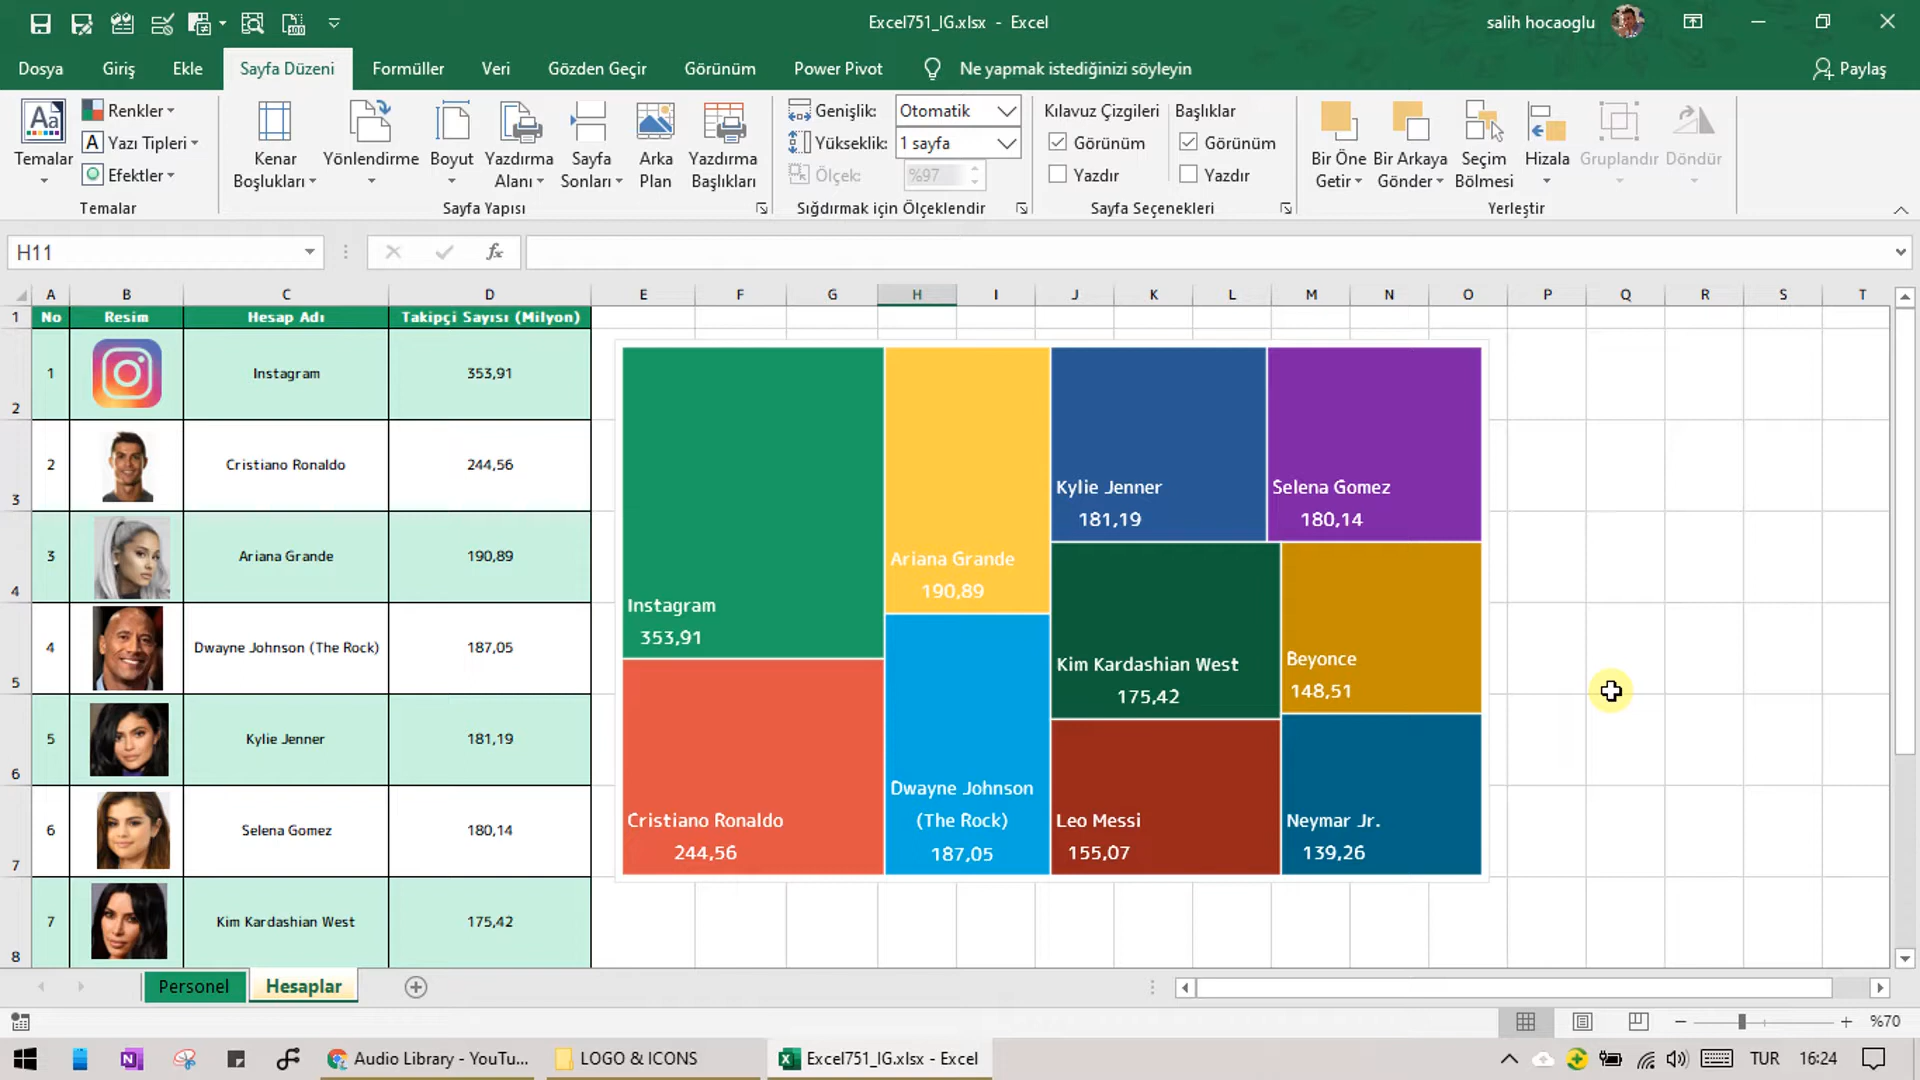 Excel751_IG.xlsx - Excel
salih hocaoglu
Dosya Giriş Ekle Sayfa Düzeni Formüller Veri Gözden Geçir Görünüm Power Pivot Ne yapmak istediğinizi söyleyin Paylaş
Aa
Temalar
Renkler
A Yazı Tipleri
Efektler
Temalar
Kenar Boşlukları
Yönlendirme
Boyut
Yazdırma Alanı
Sayfa Sonları
Arka Plan
Yazdırma Başlıkları
Sayfa Yapısı
Genişlik: Otomatik
Yükseklik: 1 sayfa
Ölçek: %97
Sığdırmak için Ölçeklendir
Kılavuz Çizgileri
Görünüm
Yazdır
Başlıklar
Görünüm
Yazdır
Sayfa Seçenekleri
Bir Öne Getir
Bir Arkaya Gönder
Seçim Bölmesi
Hizala
Gruplandır
Döndür
Yerleştir
H11
fx
A B C D E F G H I J K L M N O P Q R S T
1 No Resim Hesap Adı Takipçi Sayısı (Milyon)
2 1 Instagram 353,91
3 2 Cristiano Ronaldo 244,56
4 3 Ariana Grande 190,89
5 4 Dwayne Johnson (The Rock) 187,05
6 5 Kylie Jenner 181,19
7 6 Selena Gomez 180,14
8 7 Kim Kardashian West 175,42
Instagram
353,91
Cristiano Ronaldo
244,56
Ariana Grande
190,89
Dwayne Johnson
(The Rock)
187,05
Kylie Jenner
181,19
Selena Gomez
180,14
Kim Kardashian West
175,42
Beyonce
148,51
Leo Messi
155,07
Neymar Jr.
139,26
Personel Hesaplar
%70
Audio Library - YouTu...
LOGO & ICONS
Excel751_IG.xlsx - Excel
TUR 16:24